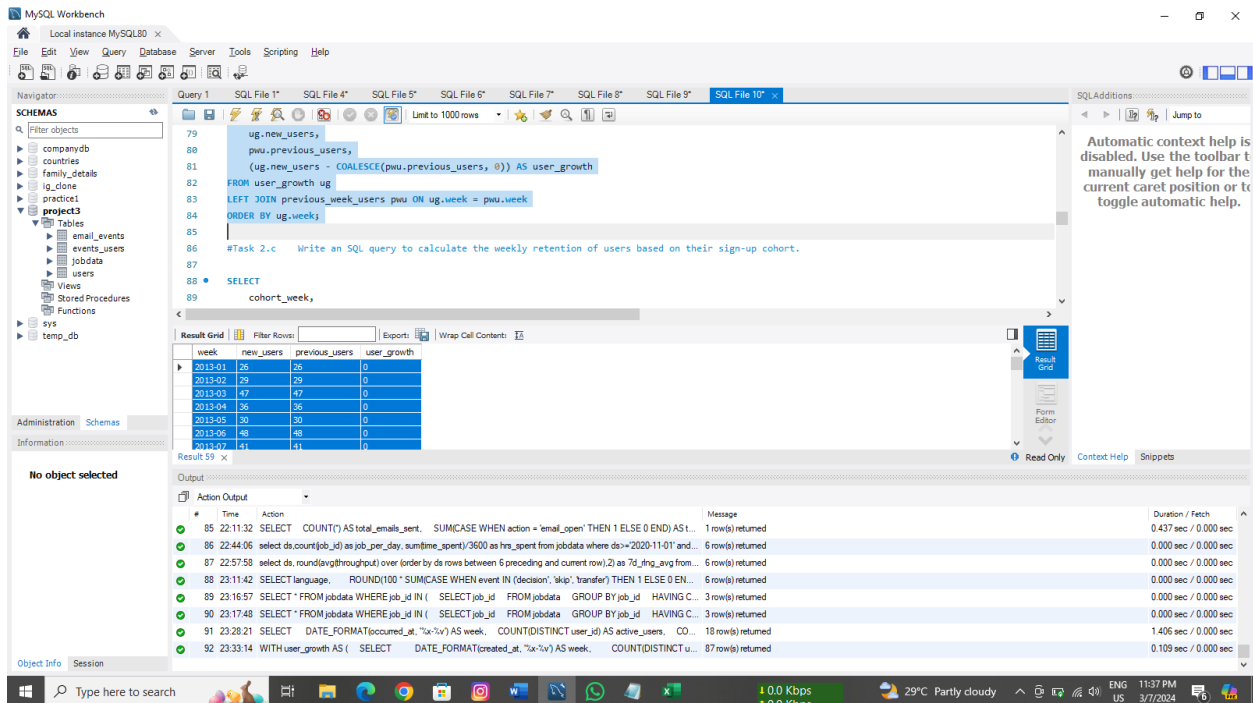 MySQL Workbench
Local instance MySQL80
File Edit View Query Database Server Tools Scripting Help
Navigator
SCHEMAS
Filter objects
companydb
countries
family_details
ig_clone
practice1
project3
Tables
email_events
events_users
jobdata
users
Views
Stored Procedures
Functions
sys
temp_db
Administration Schemas
Information
No object selected
Object Info Session
Query 1 SQL File 1* SQL File 4* SQL File 5* SQL File 6* SQL File 7* SQL File 8* SQL File 9* SQL File 10*
Limit to 1000 rows
79 ug.new_users,
80 pwu.previous_users,
81 (ug.new_users - COALESCE(pwu.previous_users, 0)) AS user_growth
82 FROM user_growth ug
83 LEFT JOIN previous_week_users pwu ON ug.week = pwu.week
84 ORDER BY ug.week;
85
86 #Task 2.c Write an SQL query to calculate the weekly retention of users based on their sign-up cohort.
87
88 SELECT
89 cohort_week,
Result Grid Filter Rows: Export: Wrap Cell Content:
week new_users previous_users user_growth
2013-01 26 26 0
2013-02 29 29 0
2013-03 47 47 0
2013-04 36 36 0
2013-05 30 30 0
2013-06 48 48 0
2013-07 41 41 0
Result Grid
Form Editor
Result 59 Read Only
SQLAdditions
Jump to
Automatic context help is
disabled. Use the toolbar t
manually get help for the
current caret position or to
toggle automatic help.
Context Help Snippets
Output
Action Output
# Time Action Message Duration / Fetch
85 22:11:32 SELECT COUNT(*) AS total_emails_sent, SUM(CASE WHEN action = 'email_open' THEN 1 ELSE 0 END) AS t... 1 row(s) returned 0.437 sec / 0.000 sec
86 22:44:06 select ds,count(job_id) as job_per_day, sum(time_spent)/3600 as hrs_spent from jobdata where ds>='2020-11-01' and... 6 row(s) returned 0.000 sec / 0.000 sec
87 22:57:58 select ds, round(avg(throughput) over (order by ds rows between 6 preceding and current row),2) as 7d_rlng_avg from... 6 row(s) returned 0.000 sec / 0.000 sec
88 23:11:42 SELECT language, ROUND(100 * SUM(CASE WHEN event IN ('decision', 'skip', 'transfer') THEN 1 ELSE 0 EN... 6 row(s) returned 0.000 sec / 0.000 sec
89 23:16:57 SELECT * FROM jobdata WHERE job_id IN ( SELECT job_id FROM jobdata GROUP BY job_id HAVING C... 3 row(s) returned 0.000 sec / 0.000 sec
90 23:17:48 SELECT * FROM jobdata WHERE job_id IN ( SELECT job_id FROM jobdata GROUP BY job_id HAVING C... 3 row(s) returned 0.000 sec / 0.000 sec
91 23:28:21 SELECT DATE_FORMAT(occurred_at, '%x-%v') AS week, COUNT(DISTINCT user_id) AS active_users, CO... 18 row(s) returned 1.406 sec / 0.000 sec
92 23:33:14 WITH user_growth AS ( SELECT DATE_FORMAT(created_at, '%x-%v') AS week, COUNT(DISTINCT u... 87 row(s) returned 0.109 sec / 0.000 sec
Type here to search
0.0 Kbps
29°C Partly cloudy
ENG
US
11:37 PM
3/7/2024